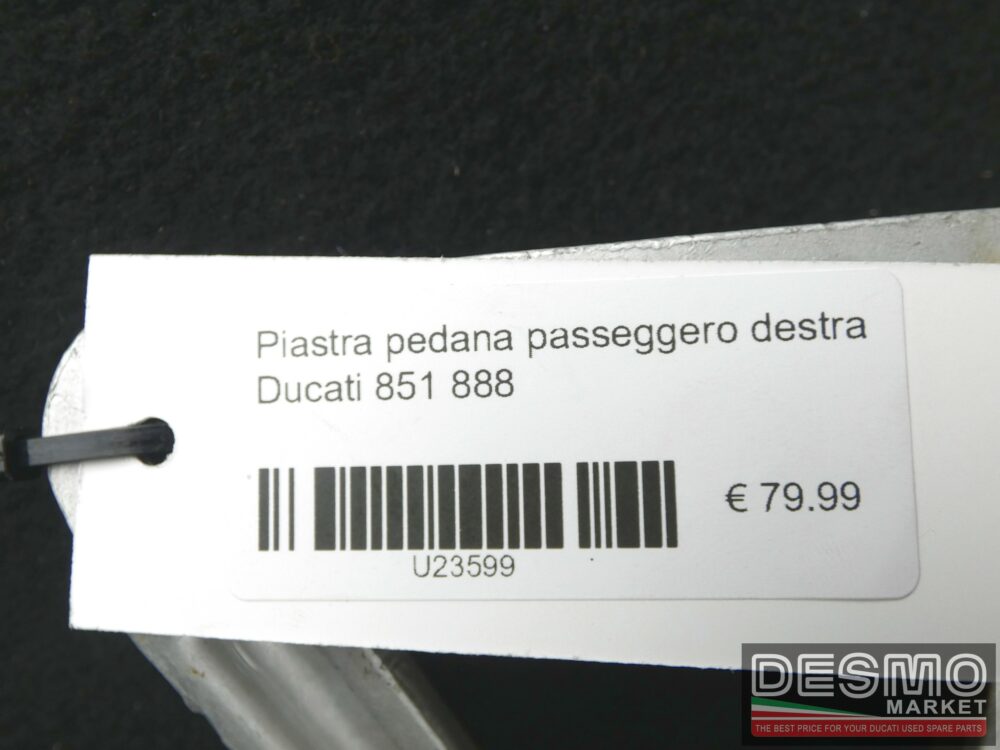 Piastra pedana passeggero destra
Ducati 851 888
€ 79.99
U23599
DESMO
MARKET
THE BEST PRICE FOR YOUR DUCATI USED SPARE PARTS